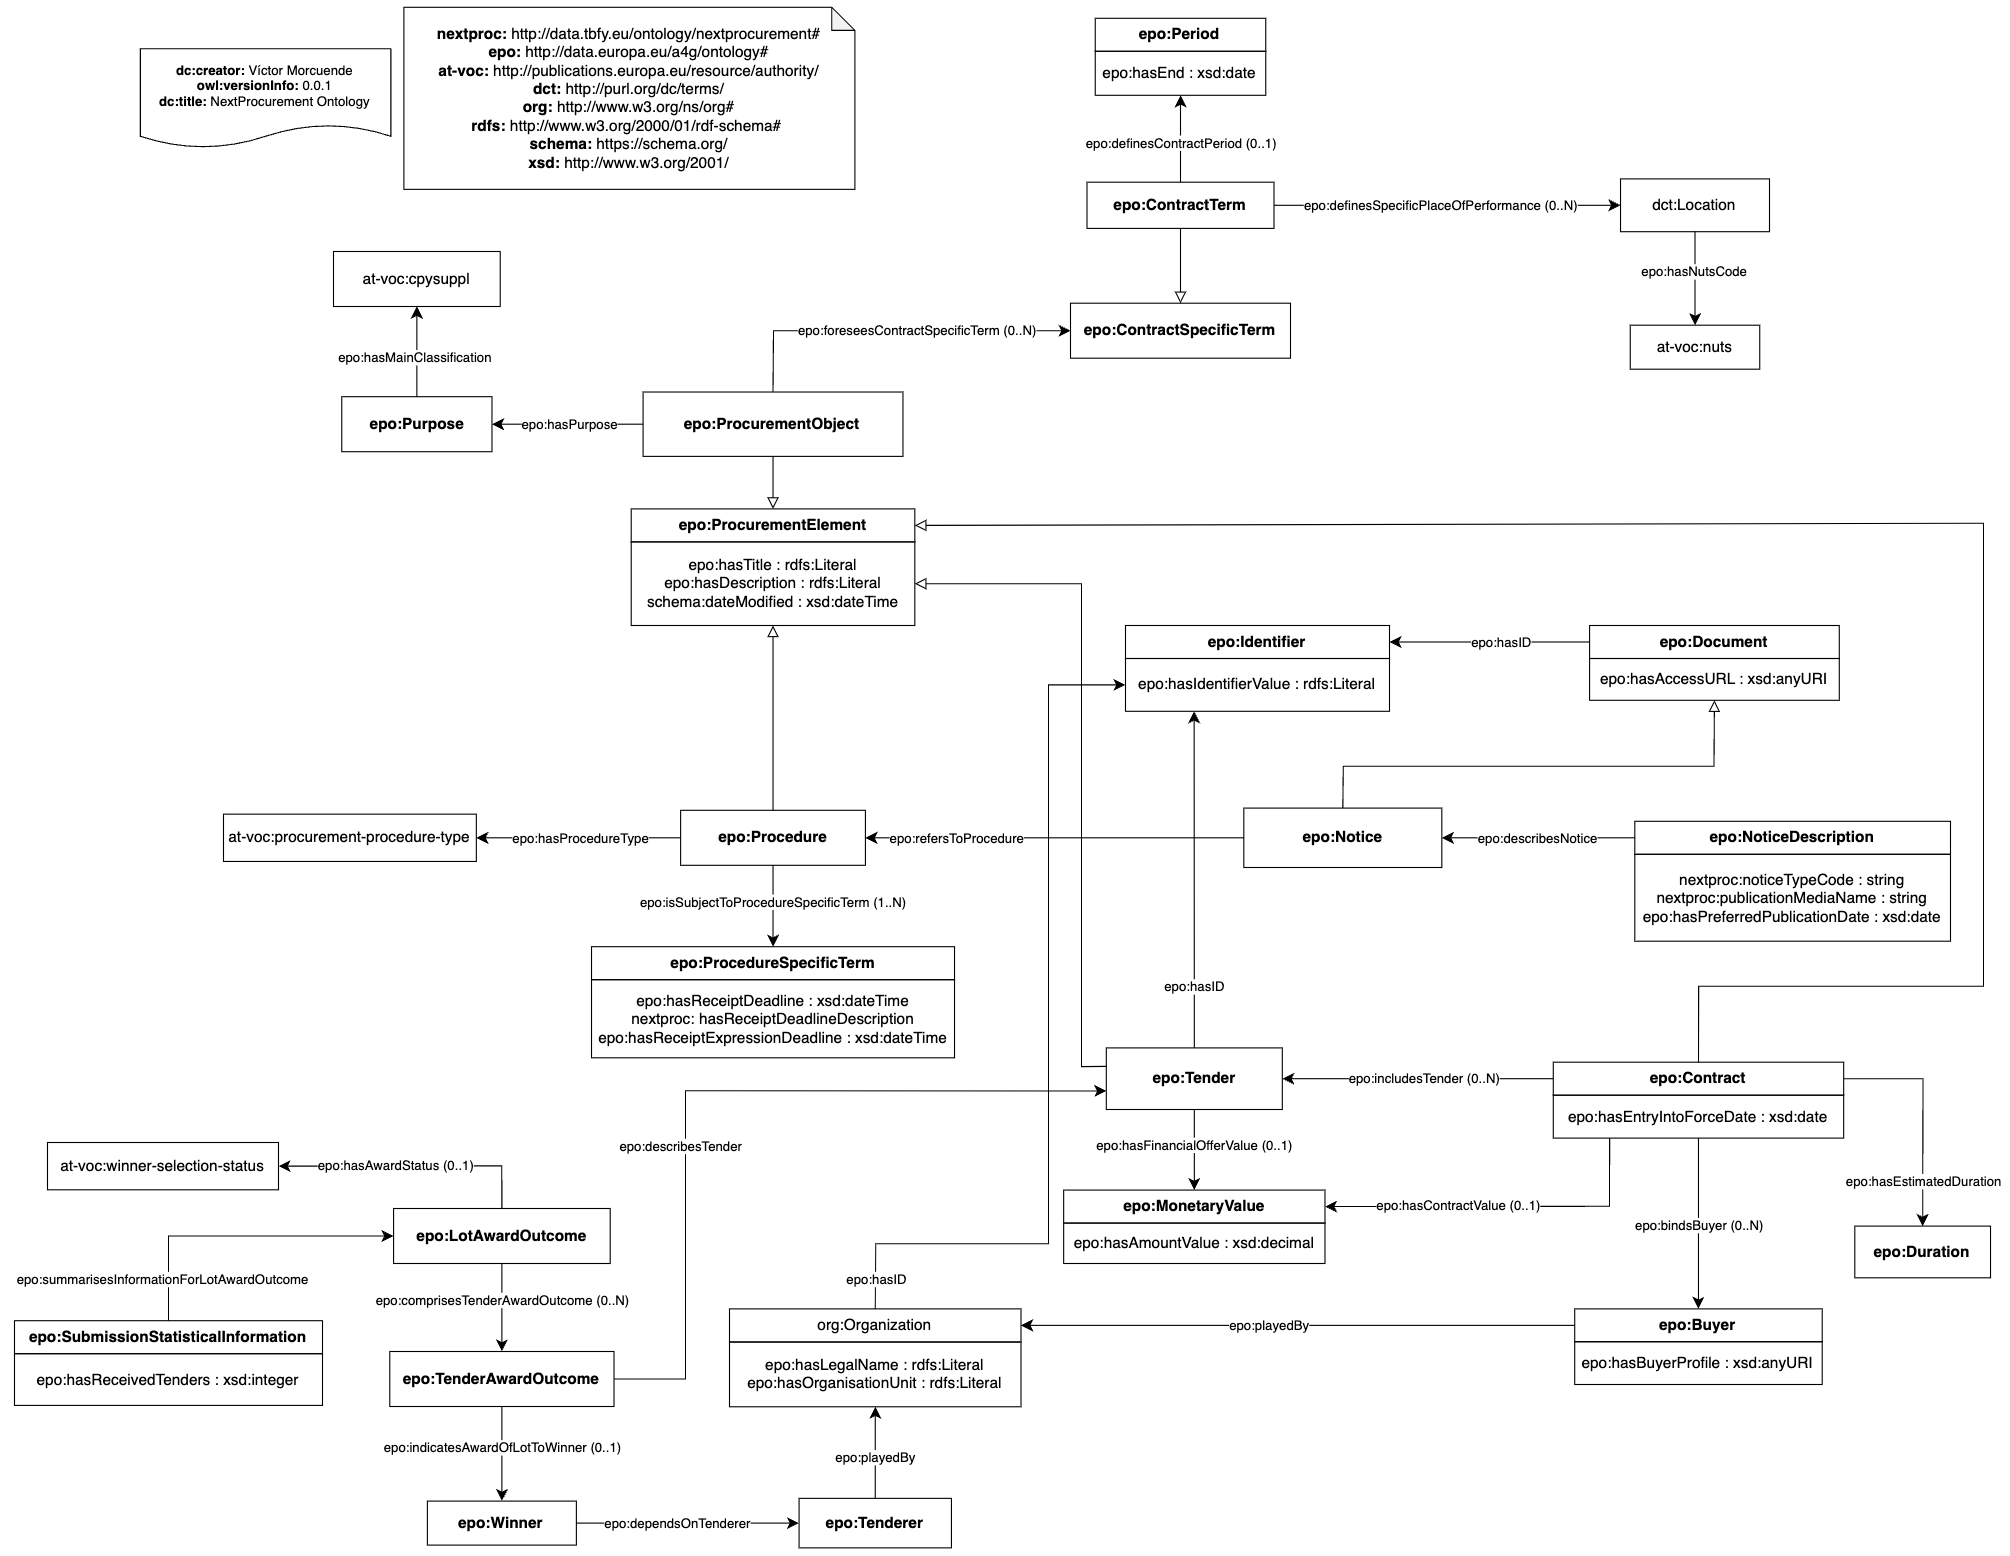 dc:creator: Víctor Morcuende
owl:versionInfo: 0.0.1
dc:title: NextProcurement Ontology
nextproc: http://data.tbfy.eu/ontology/nextprocurement#
epo: http://data.europa.eu/a4g/ontology#
at-voc: http://publications.europa.eu/resource/authority/
dct: http://purl.org/dc/terms/
org: http://www.w3.org/ns/org#
rdfs: http://www.w3.org/2000/01/rdf-schema#
schema: https://schema.org/
xsd: http://www.w3.org/2001/
epo:Period
epo:hasEnd : xsd:date
epo:definesContractPeriod (0..1)
epo:ContractTerm
epo:definesSpecificPlaceOfPerformance (0..N)
dct:Location
epo:hasNutsCode
at-voc:nuts
at-voc:cpysuppl
epo:hasMainClassification
epo:foreseesContractSpecificTerm (0..N)
epo:ContractSpecificTerm
epo:Purpose
epo:hasPurpose
epo:ProcurementObject
epo:ProcurementElement
epo:hasTitle : rdfs:Literal
epo:hasDescription : rdfs:Literal
schema:dateModified : xsd:dateTime
epo:Identifier
epo:hasIdentifierValue : rdfs:Literal
epo:hasID
epo:Document
epo:hasAccessURL : xsd:anyURI
at-voc:procurement-procedure-type
epo:hasProcedureType
epo:Procedure
epo:refersToProcedure
epo:Notice
epo:describesNotice
epo:NoticeDescription
nextproc:noticeTypeCode : string
nextproc:publicationMediaName : string
epo:hasPreferredPublicationDate : xsd:date
epo:isSubjectToProcedureSpecificTerm (1..N)
epo:ProcedureSpecificTerm
epo:hasReceiptDeadline : xsd:dateTime
nextproc: hasReceiptDeadlineDescription
epo:hasReceiptExpressionDeadline : xsd:dateTime
epo:hasID
epo:Tender
epo:includesTender (0..N)
epo:Contract
epo:hasEntryIntoForceDate : xsd:date
epo:describesTender
epo:hasFinancialOfferValue (0..1)
at-voc:winner-selection-status
epo:hasAwardStatus (0..1)
epo:hasEstimatedDuration
epo:MonetaryValue
epo:hasAmountValue : xsd:decimal
epo:hasContractValue (0..1)
epo:bindsBuyer (0..N)
epo:LotAwardOutcome
epo:Duration
epo:summarisesInformationForLotAwardOutcome
epo:hasID
epo:comprisesTenderAwardOutcome (0..N)
epo:SubmissionStatisticalInformation
epo:hasReceivedTenders : xsd:integer
org:Organization
epo:hasLegalName : rdfs:Literal
epo:hasOrganisationUnit : rdfs:Literal
epo:playedBy
epo:Buyer
epo:hasBuyerProfile : xsd:anyURI
epo:TenderAwardOutcome
epo:indicatesAwardOfLotToWinner (0..1)
epo:playedBy
epo:Winner
epo:dependsOnTenderer
epo:Tenderer